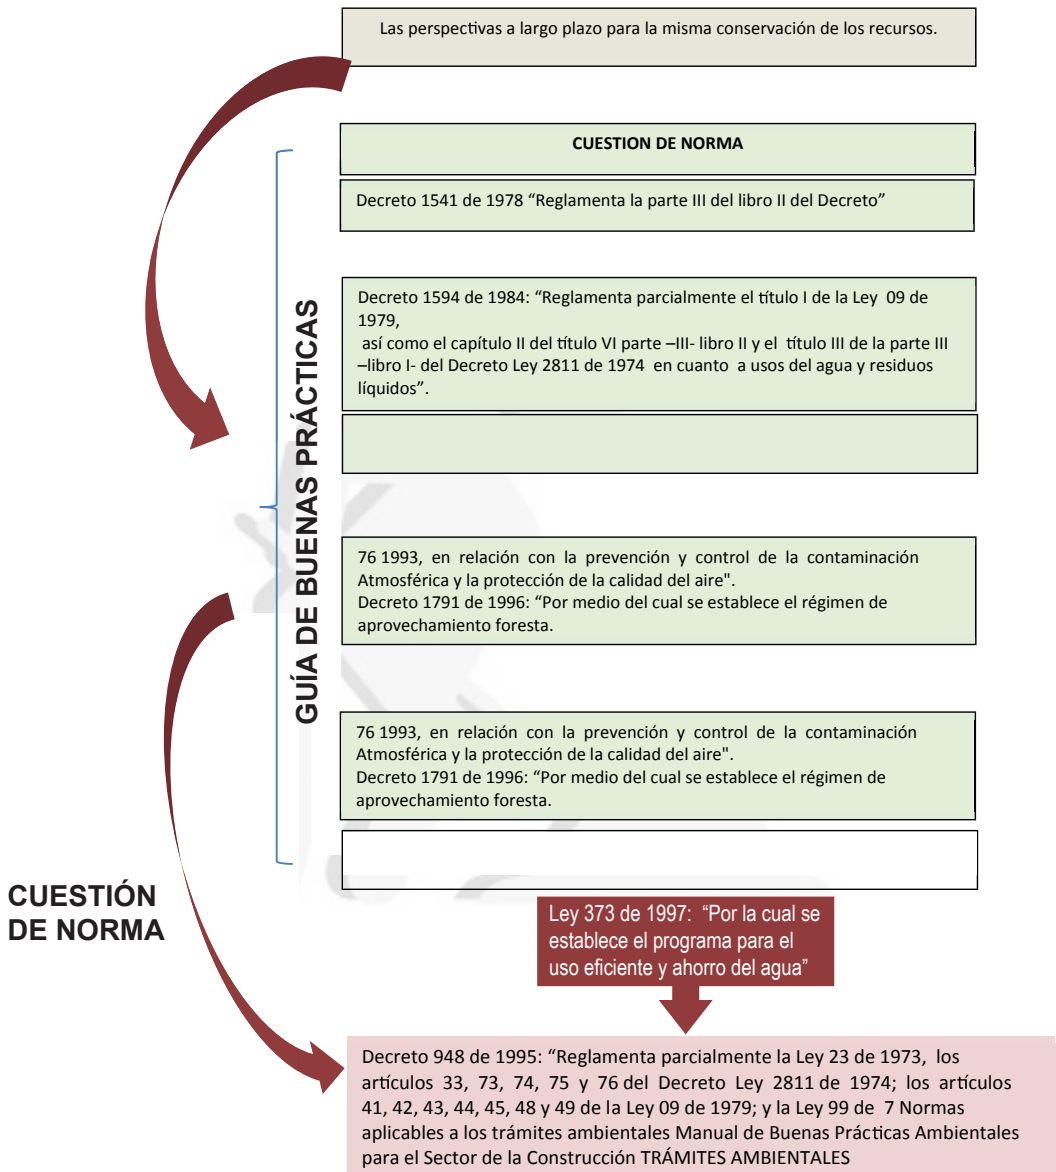 Las perspectivas a largo plazo para la misma conservación de los recursos.
CUESTION DE NORMA
Decreto 1541 de 1978 “Reglamenta la parte III del libro II del Decreto”
Decreto 1594 de 1984: “Reglamenta parcialmente el título I de la Ley 09 de
1979,
así como el capítulo II del título VI parte –III- libro II y el título III de la parte III
–libro I- del Decreto Ley 2811 de 1974 en cuanto a usos del agua y residuos
líquidos”.
GUÍA DE BUENAS PRÁCTICAS
76 1993, en relación con la prevención y control de la contaminación
Atmosférica y la protección de la calidad del aire".
Decreto 1791 de 1996: “Por medio del cual se establece el régimen de
aprovechamiento foresta.
76 1993, en relación con la prevención y control de la contaminación
Atmosférica y la protección de la calidad del aire".
Decreto 1791 de 1996: “Por medio del cual se establece el régimen de
aprovechamiento foresta.
CUESTIÓN
DE NORMA
Ley 373 de 1997: “Por la cual se
establece el programa para el
uso eficiente y ahorro del agua”
Decreto 948 de 1995: “Reglamenta parcialmente la Ley 23 de 1973, los
artículos 33, 73, 74, 75 y 76 del Decreto Ley 2811 de 1974; los artículos
41, 42, 43, 44, 45, 48 y 49 de la Ley 09 de 1979; y la Ley 99 de 7 Normas
aplicables a los trámites ambientales Manual de Buenas Prácticas Ambientales
para el Sector de la Construcción TRÁMITES AMBIENTALES